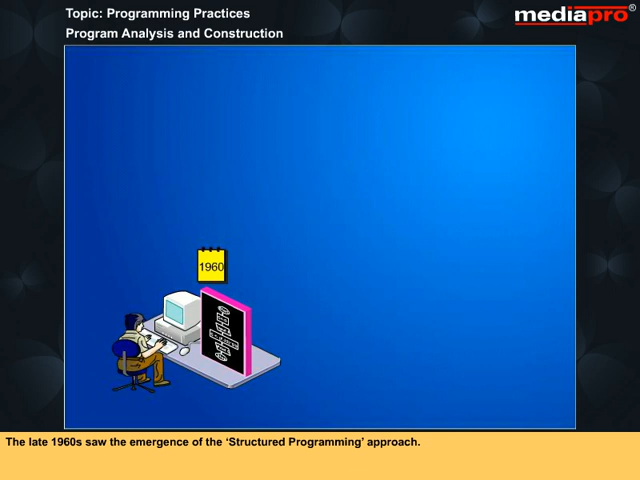 Topic: Programming Practices
mediapro®
Program Analysis and Construction
1960
The late 1960s saw the emergence of the ‘Structured Programming’ approach.